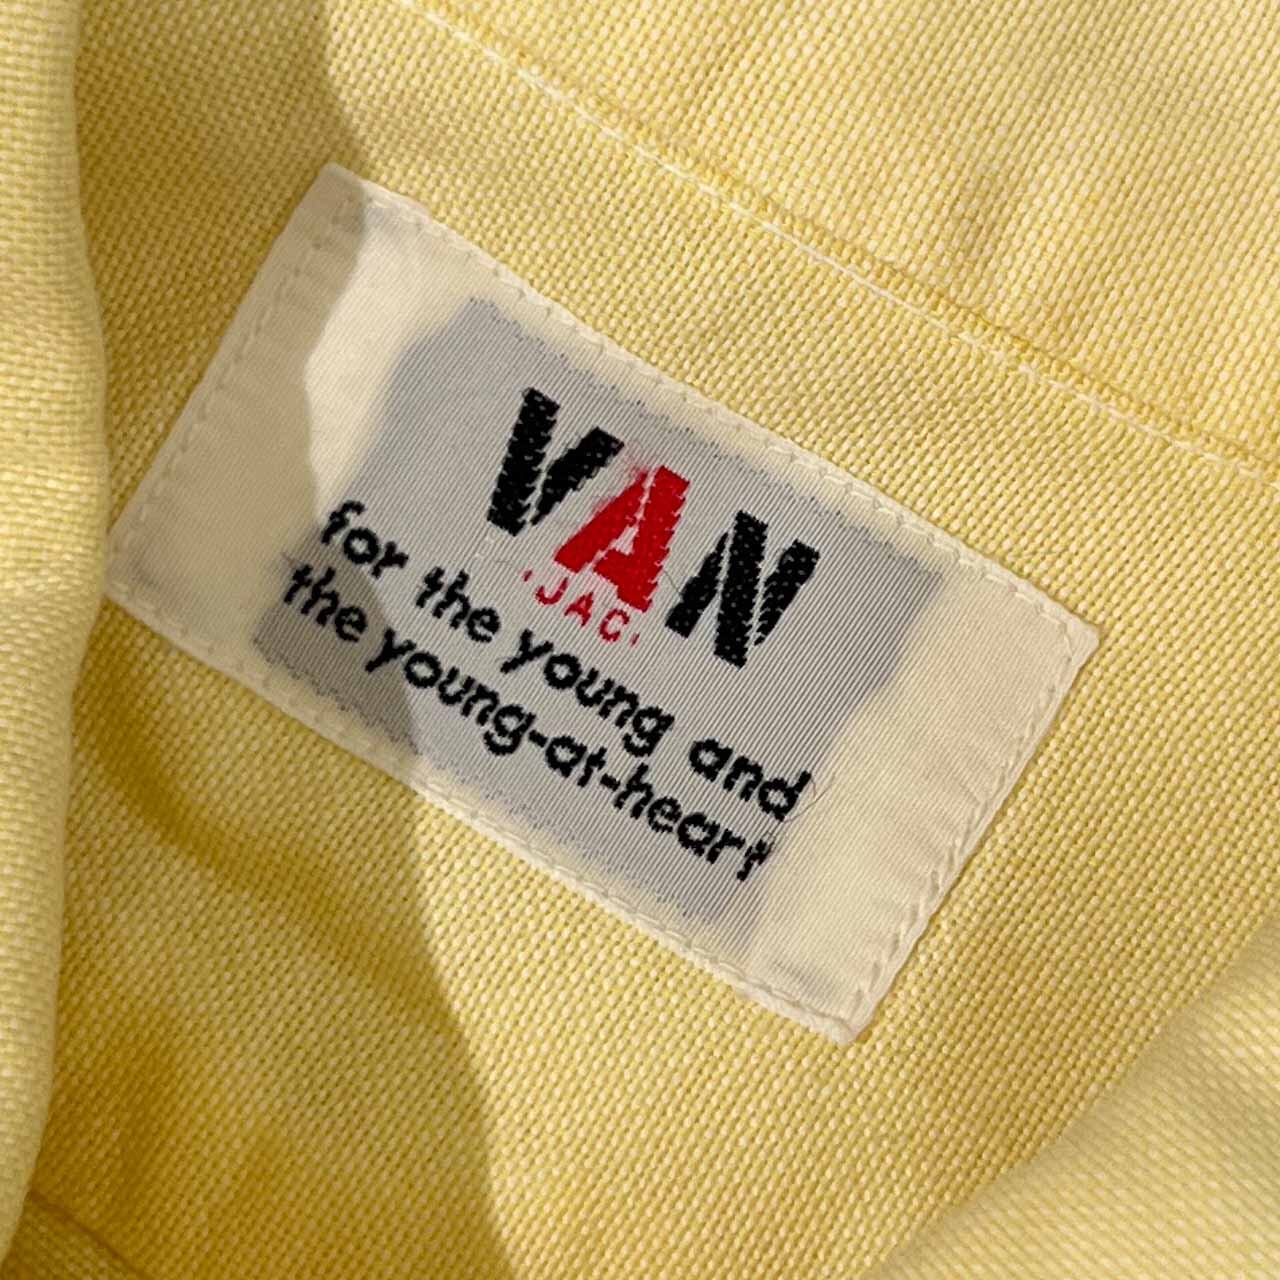 VAN
'JAC'
for the young and
the young-at-heart